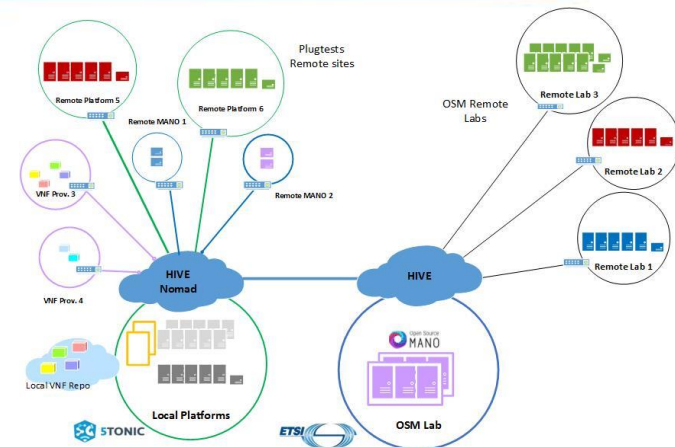 Plugtests
Remote sites
Remote Platform 5
Remote Platform 6
Remote MANO 1
Remote MANO 2
VNF Prov. 3
VNF Prov. 4
OSM Remote
Labs
Remote Lab 3
Remote Lab 2
Remote Lab 1
HIVE
Nomad
HIVE
Local VNF Repo
Local Platforms
Open Source
MANO
OSM Lab
5TONIC
ETSI